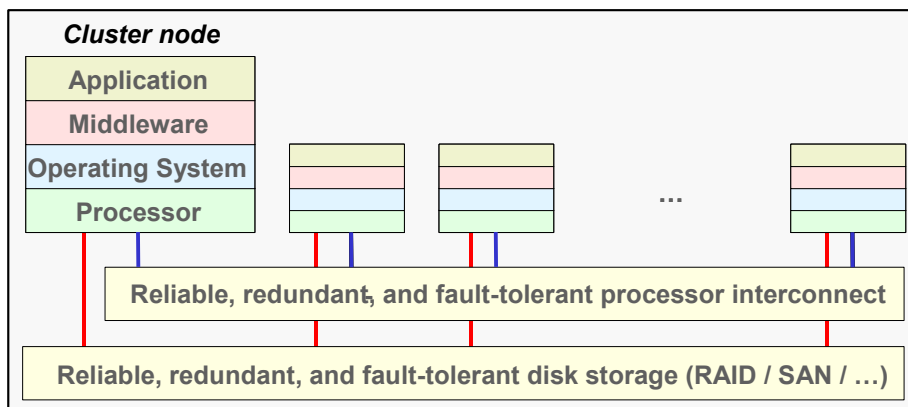 Cluster node
Application
Middleware
Operating System
Processor
...
Reliable, redundant, and fault-tolerant processor interconnect
Reliable, redundant, and fault-tolerant disk storage (RAID / SAN / …)